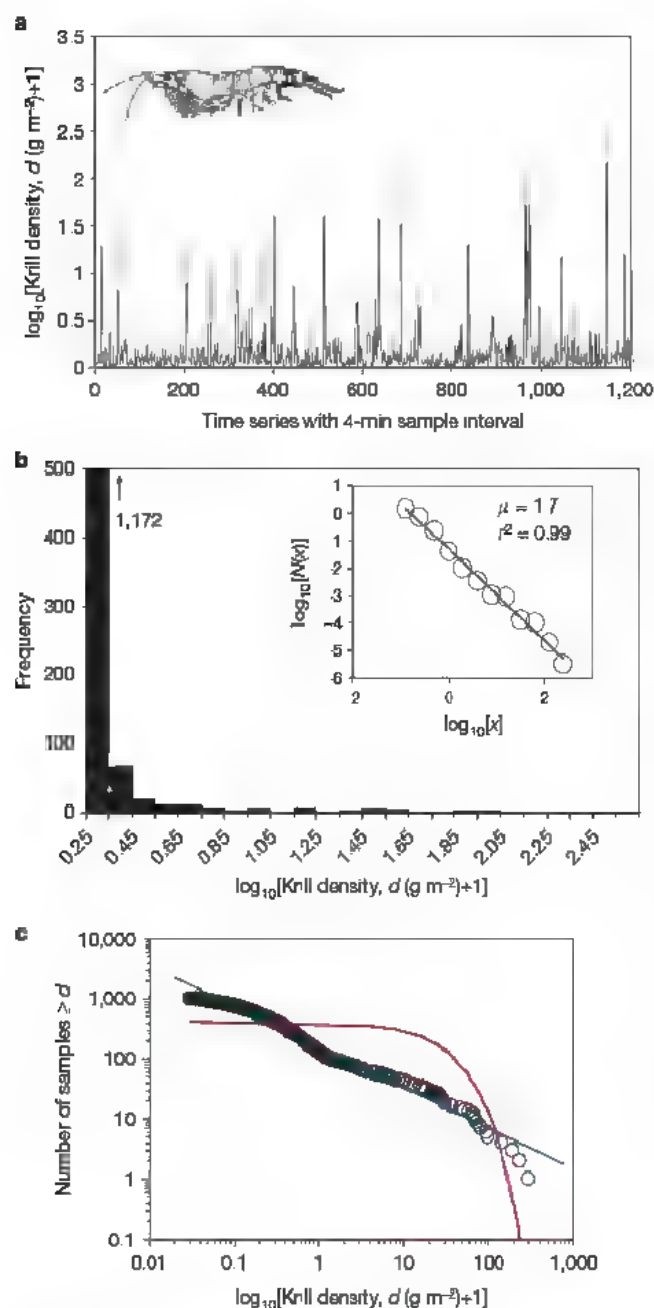 a
3.5
3
2.5
2
1.5
1
0.5
0
log₁₀[Krill density, d (g m⁻²)+1]
0 200 400 600 800 1,000 1,200
Time series with 4-min sample interval
b
500
400
300
200
100
0
Frequency
1,172
1
0
-1
-2
-3
-4
-5
-6
log₁₀[N(x)]
μ = 1.7
r² = 0.99
2 0 2
log₁₀[x]
0.25 0.45 0.65 0.85 1.05 1.25 1.45 1.65 1.85 2.05 2.25 2.45
log₁₀[Krill density, d (g m⁻²)+1]
c
10,000
1,000
100
10
1
0.1
Number of samples ≥ d
0.01 0.1 1 10 100 1,000
log₁₀[Krill density, d (g m⁻²)+1]